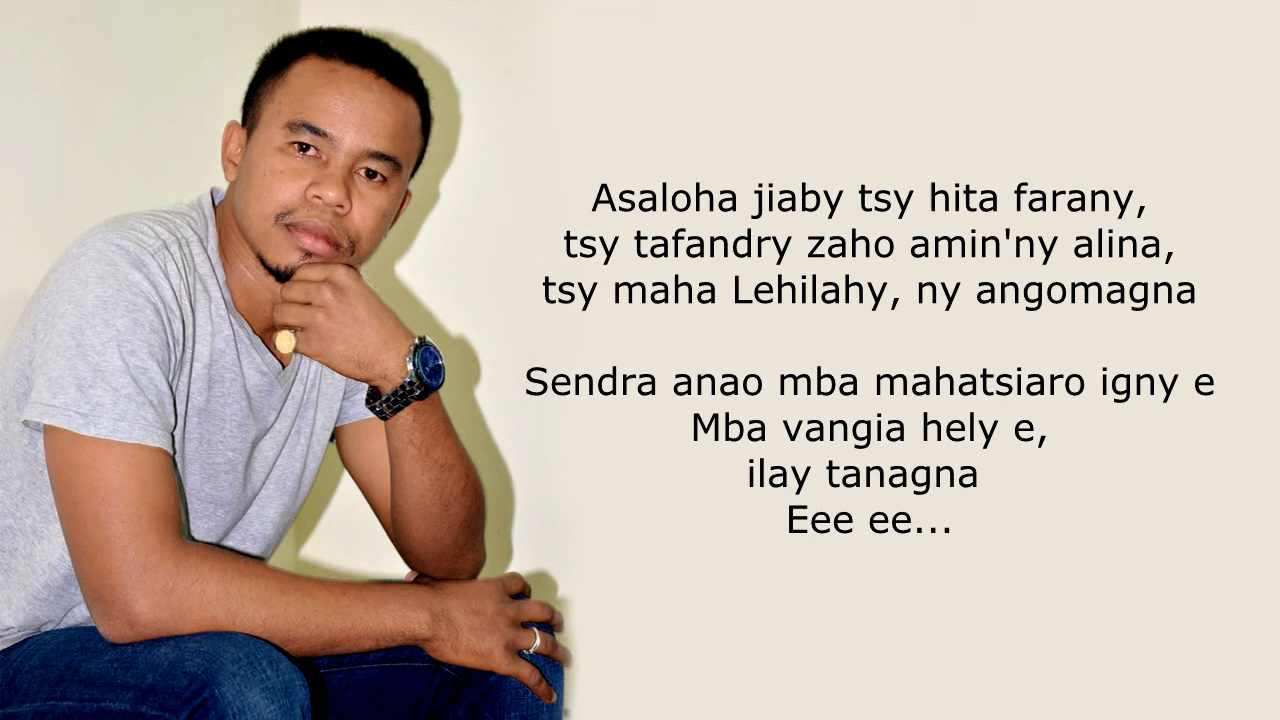 Asaloha jiaby tsy hita farany,
tsy tafandry zaho amin'ny alina,
tsy maha Lehilahy, ny angomagna
Sendra anao mba mahatsiaro igny e
Mba vangia hely e,
ilay tanagna
Eee ee...